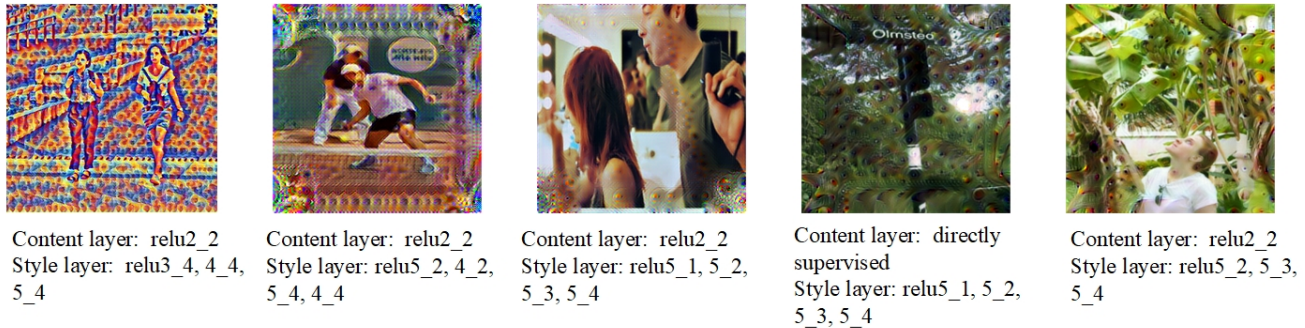 Olmsted
Content layer:  relu2_2
Style layer:  relu3_4, 4_4,
5_4
Content layer:  relu2_2
Style layer: relu5_2, 4_2,
5_4, 4_4
Content layer:  relu2_2
Style layer: relu5_1, 5_2,
5_3, 5_4
Content layer:  directly
supervised
Style layer: relu5_1, 5_2,
5_3, 5_4
Content layer:  relu2_2
Style layer: relu5_2, 5_3,
5_4